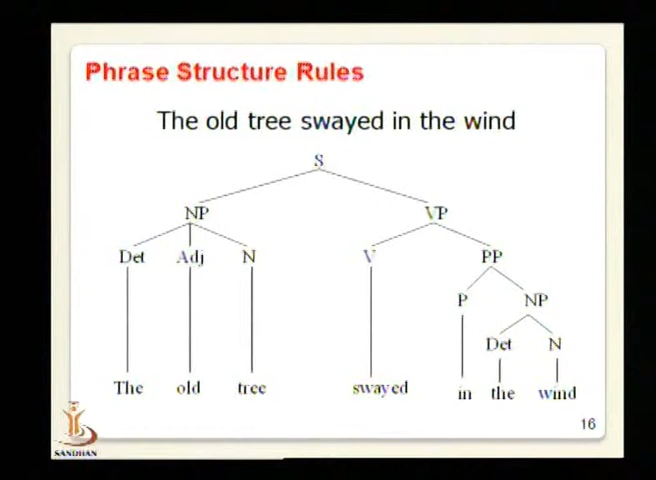 Phrase Structure Rules
The old tree swayed in the wind
S
NP VP
Det Adj N V PP
P NP
Det N
The old tree swayed in the wind
16
SANDHAN